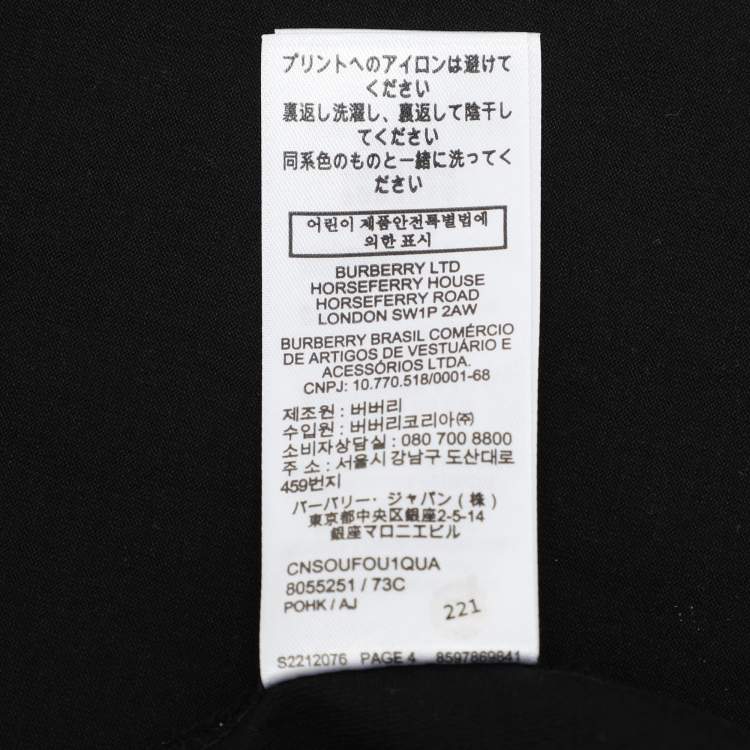 プリントへのアイロンは避けて
ください
裏返し洗濯し、裏返して陰干し
てください
同系色のものと一緒に洗ってく
ださい
어린이 제품안전특별법에
의한 표시
BURBERRY LTD
HORSEFERRY HOUSE
HORSEFERRY ROAD
LONDON SW1P 2AW
BURBERRY BRASIL COMÉRCIO
DE ARTIGOS DE VESTUÁRIO E
ACESSÓRIOS LTDA.
CNPJ: 10.770.518/0001-68
제조원 : 버버리
수입원 : 버버리코리아㈜
소비자상담실 : 080 700 8800
주 소 : 서울시 강남구 도산대로
459번지
バーバリー・ジャパン(株)
東京都中央区銀座2-5-14
銀座マロニエビル
CNSOUFOU1QUA
8055251 / 73C
POHK / AJ
221
S2212076 PAGE 4 8597869841